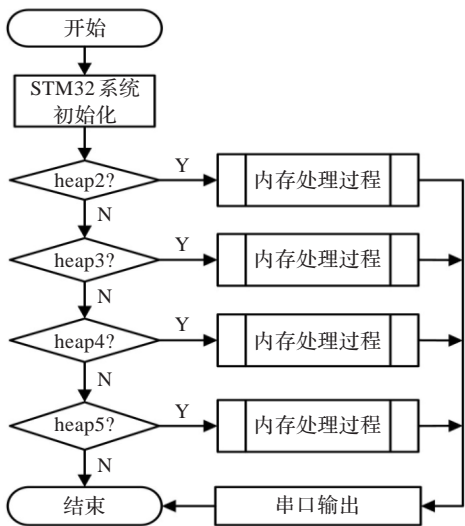 开始
STM32系统
初始化
heap2?
Y
内存处理过程
N
heap3?
Y
内存处理过程
N
heap4?
Y
内存处理过程
N
heap5?
Y
内存处理过程
N
结束
串口输出